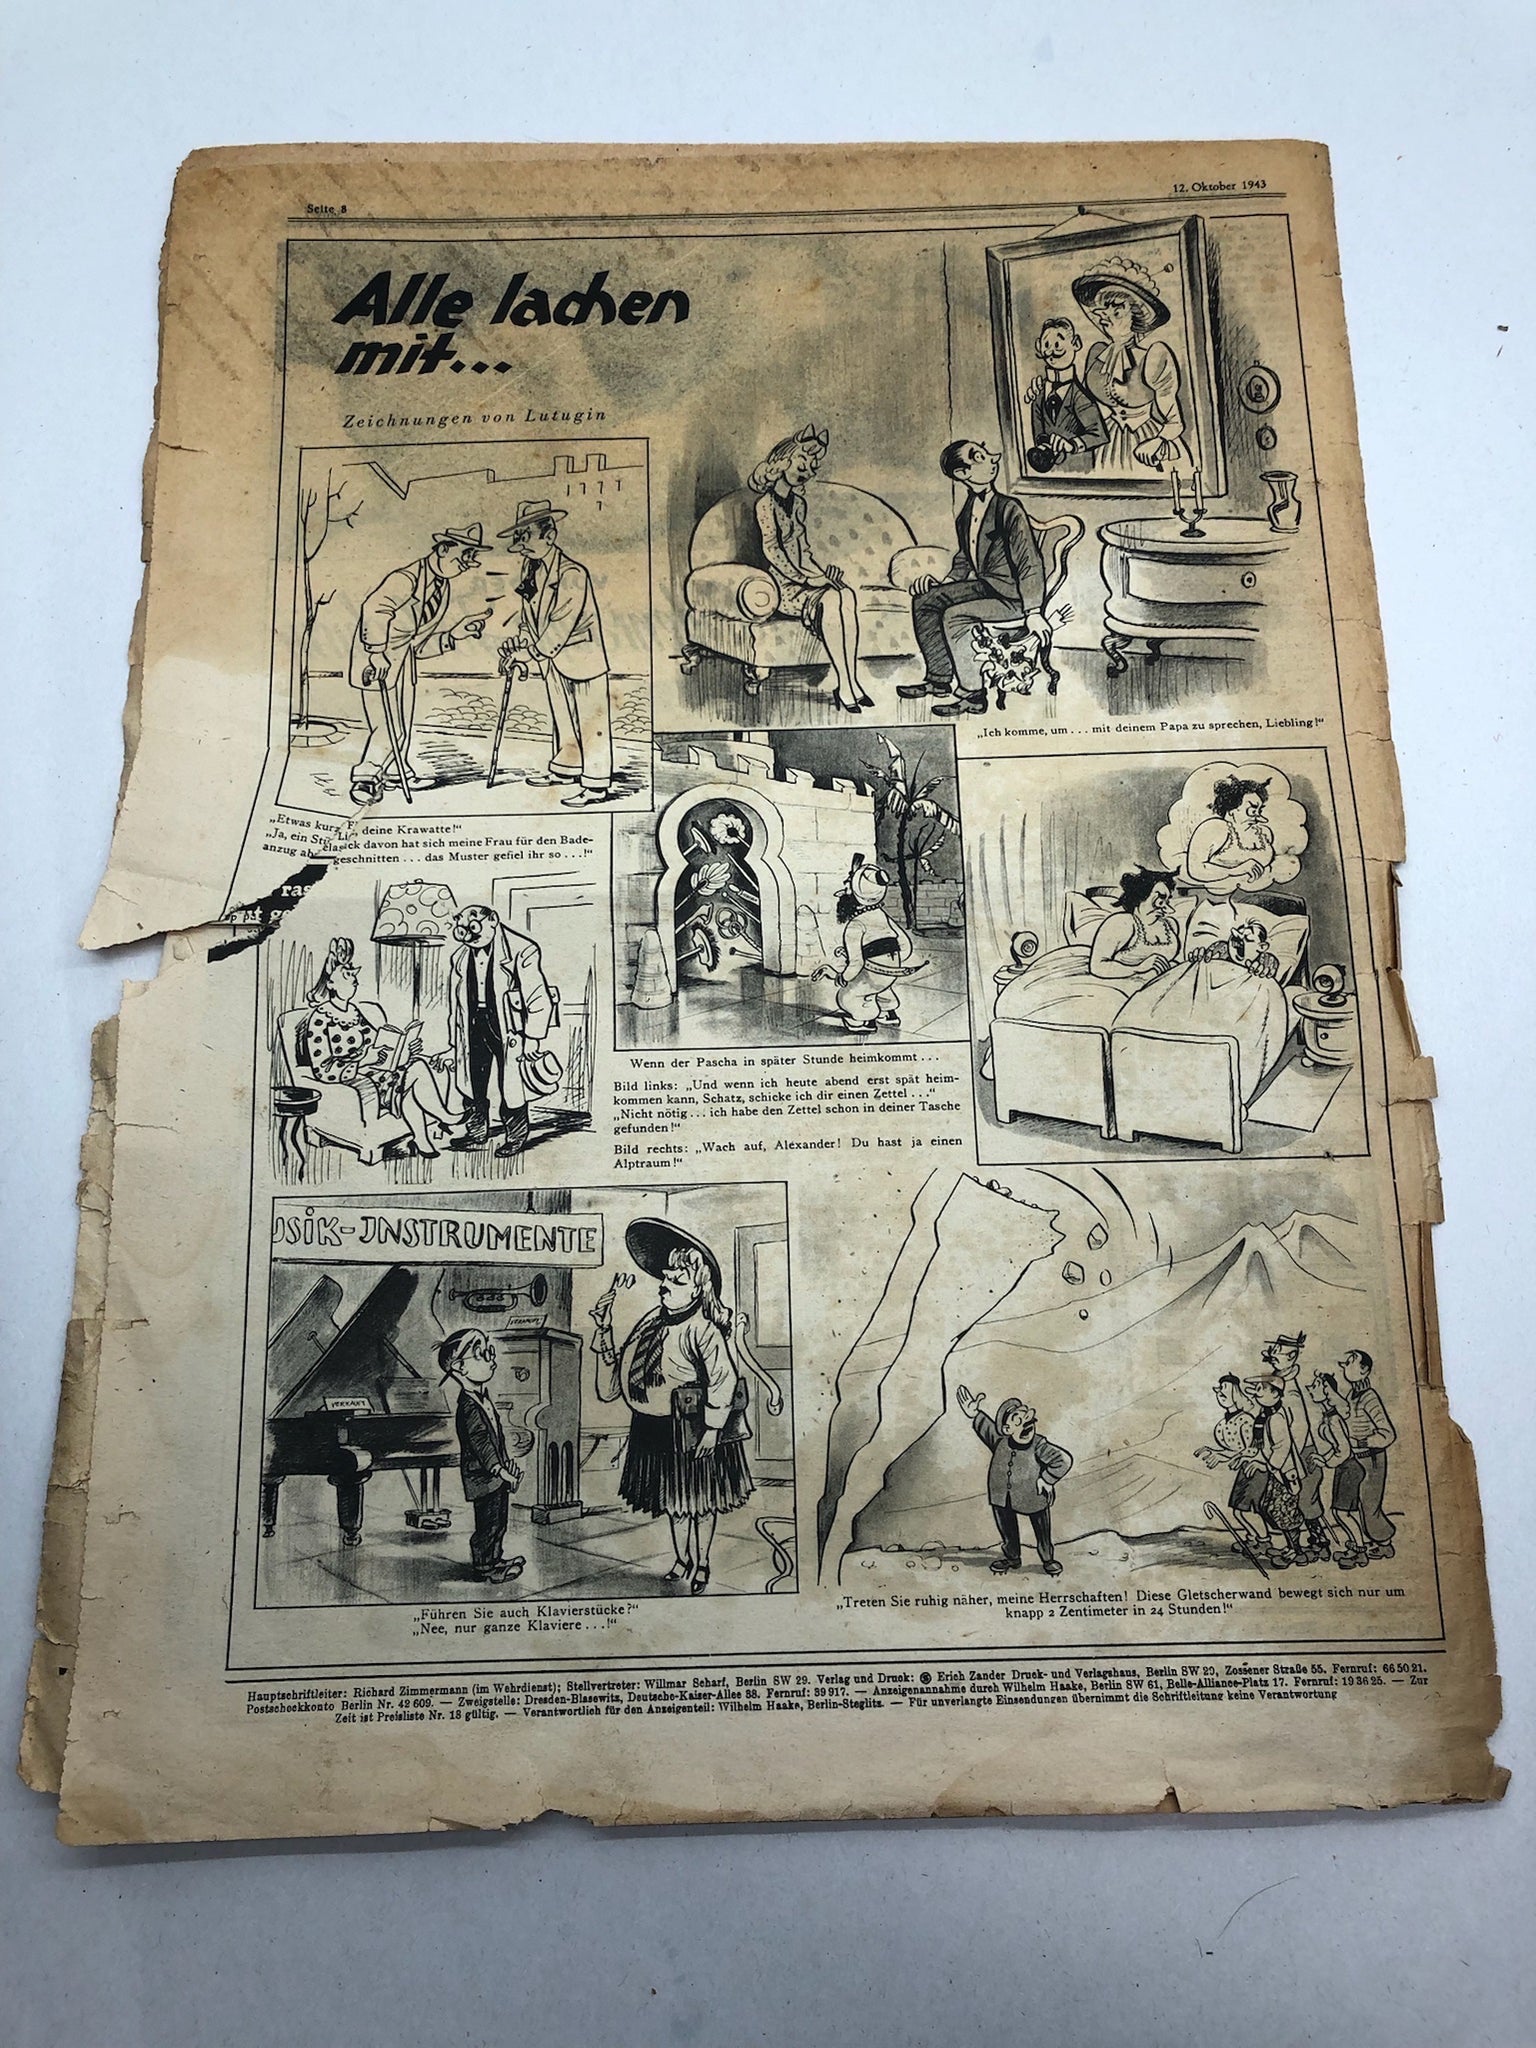 Seite 8
12. Oktober 1943
Alle lachen
mit...
Zeichnungen von Lutugin
„Ich komme, um . . . mit deinem Papa zu sprechen, Liebling!“
„Etwas kurz, deine Krawatte!“
„Ja, ein davon hat sich meine Frau für den Bade-
anzug abgeschnitten . . . das Muster gefiel ihr so . . .!“
Wenn der Pascha in später Stunde heimkommt . . .
Bild links: „Und wenn ich heute abend erst spät heim-
kommen kann, Schatz, schicke ich dir einen Zettel . . .“
„Nicht nötig . . . ich habe den Zettel schon in deiner Tasche
gefunden!“
Bild rechts: „Wach auf, Alexander! Du hast ja einen
Alptraum!“
USIK-INSTRUMENTE
VERKAUFT
VERKAUFT
„Führen Sie auch Klavierstücke?“
„Nee, nur ganze Klaviere . . .!“
„Treten Sie ruhig näher, meine Herrschaften! Diese Gletscherwand bewegt sich nur um
knapp 2 Zentimeter in 24 Stunden!“
Hauptschriftleiter: Richard Zimmermann (im Wehrdienst); Stellvertreter: Willmar Scharf, Berlin SW 29. Verlag und Druck: Erich Zander Druck- und Verlagshaus, Berlin SW 29, Zossener Straße 55. Fernruf: 66 50 21.
Postscheckkonto Berlin Nr. 42 609. — Zweigstelle: Dresden-Blasewitz, Deutsche-Kaiser-Allee 38. Fernruf: 39 917. — Anzeigenannahme durch Wilhelm Haake, Berlin SW 61, Belle-Alliance-Platz 17. Fernruf: 19 36 25. — Zur
Zeit ist Preisliste Nr. 18 gültig. — Verantwortlich für den Anzeigenteil: Wilhelm Haake, Berlin-Steglitz. — Für unverlangte Einsendungen übernimmt die Schriftleitung keine Verantwortung